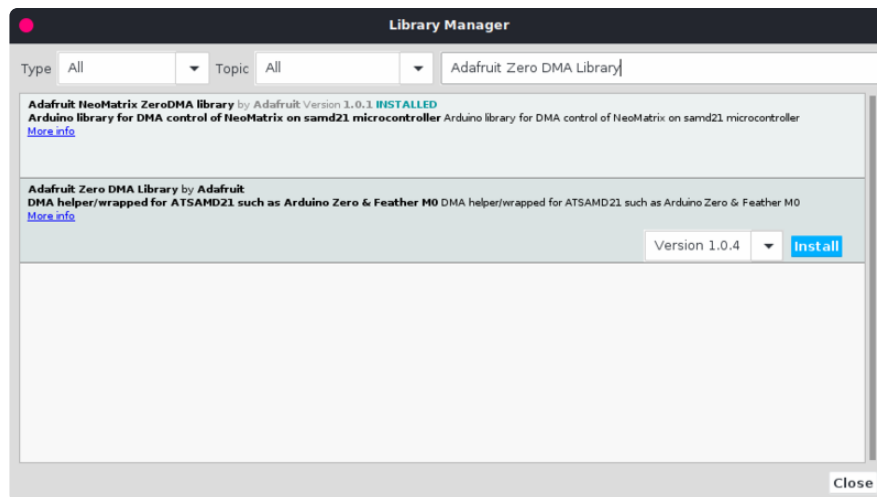 Library Manager
Type All Topic All Adafruit Zero DMA Library
Adafruit NeoMatrix ZeroDMA library by Adafruit Version 1.0.1 INSTALLED
Arduino library for DMA control of NeoMatrix on samd21 microcontroller Arduino library for DMA control of NeoMatrix on samd21 microcontroller
More info
Adafruit Zero DMA Library by Adafruit
DMA helper/wrapped for ATSAMD21 such as Arduino Zero & Feather M0 DMA helper/wrapped for ATSAMD21 such as Arduino Zero & Feather M0
More info
Version 1.0.4 Install
Close